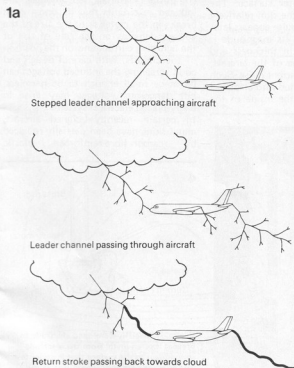 1a
Stepped leader channel approaching aircraft
Leader channel passing through aircraft
Return stroke passing back towards cloud